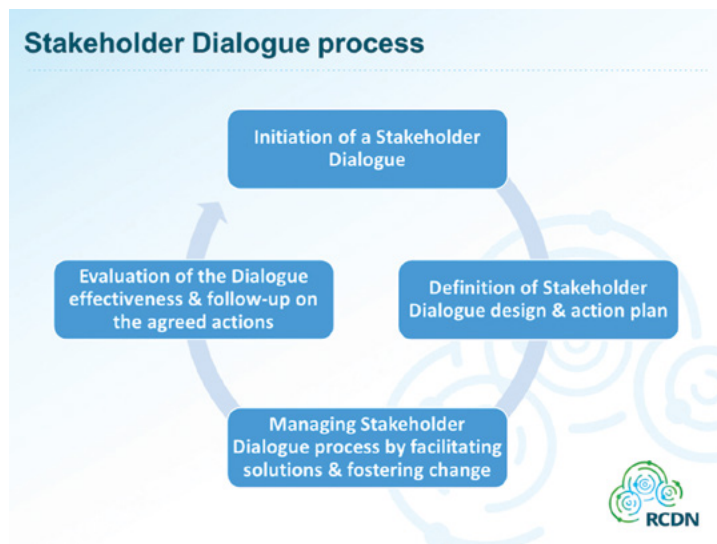 Stakeholder Dialogue process
Initiation of a Stakeholder
Dialogue
Definition of Stakeholder
Dialogue design & action plan
Managing Stakeholder
Dialogue process by facilitating
solutions & fostering change
Evaluation of the Dialogue
effectiveness & follow-up on
the agreed actions
RCDN